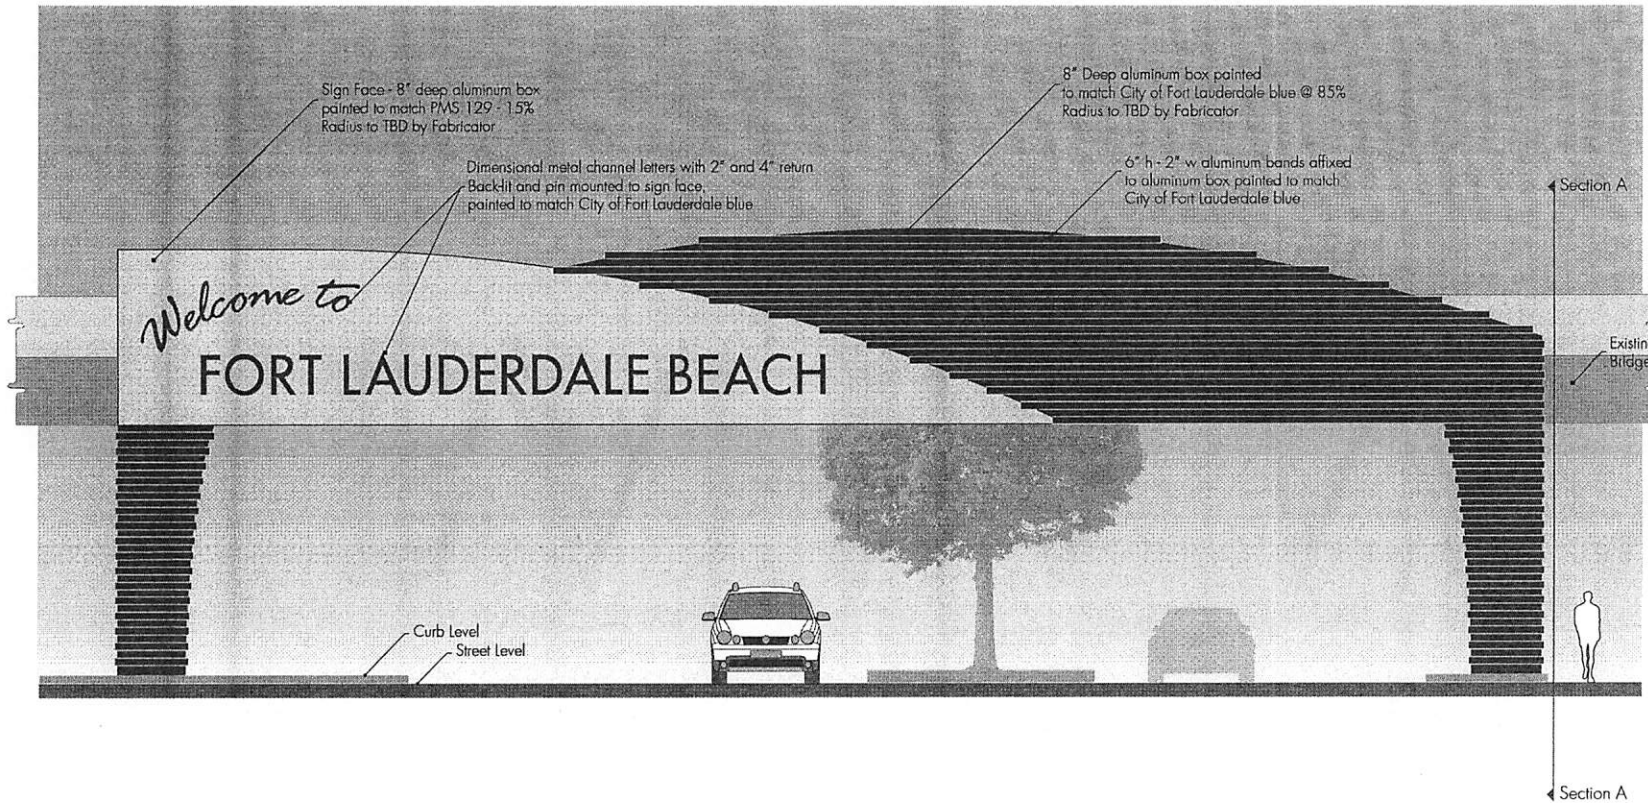 Sign Face - 8" deep aluminum box
painted to match PMS 129 - 15%
Radius to TBD by Fabricator
8" Deep aluminum box painted
to match City of Fort Lauderdale blue @ 85%
Radius to TBD by Fabricator
Dimensional metal channel letters with 2" and 4" return
Back-lit and pin mounted to sign face,
painted to match City of Fort Lauderdale blue
6" h - 2" w aluminum bands affixed
to aluminum box painted to match
City of Fort Lauderdale blue
Section A
Welcome to
FORT LAUDERDALE BEACH
Existin
Bridge
Curb Level
Street Level
Section A